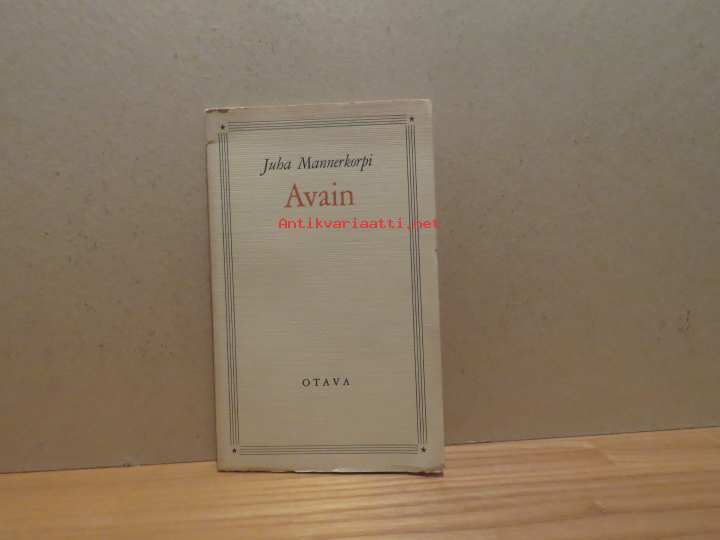 Juha Mannerkorpi
Avain
Antikvariaatti.net
OTAVA